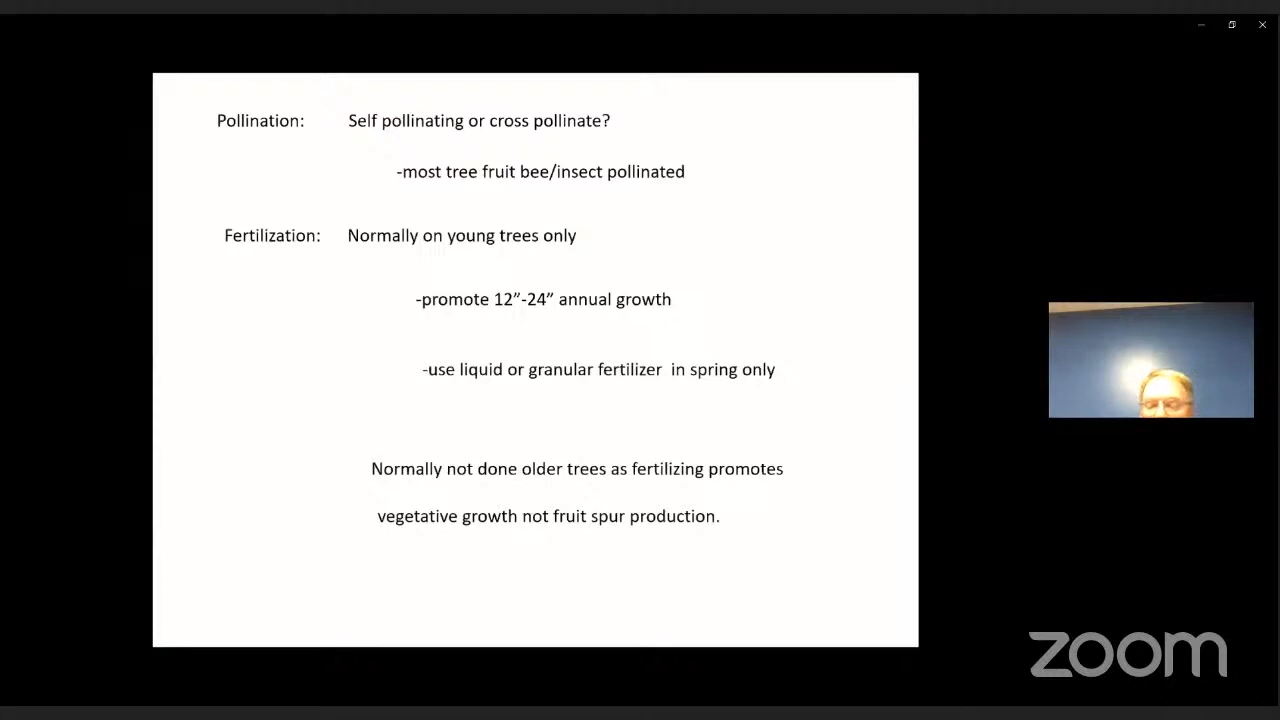 Pollination: Self pollinating or cross pollinate?
-most tree fruit bee/insect pollinated
Fertilization: Normally on young trees only
-promote 12”-24” annual growth
-use liquid or granular fertilizer  in spring only
Normally not done older trees as fertilizing promotes
vegetative growth not fruit spur production.
zoom